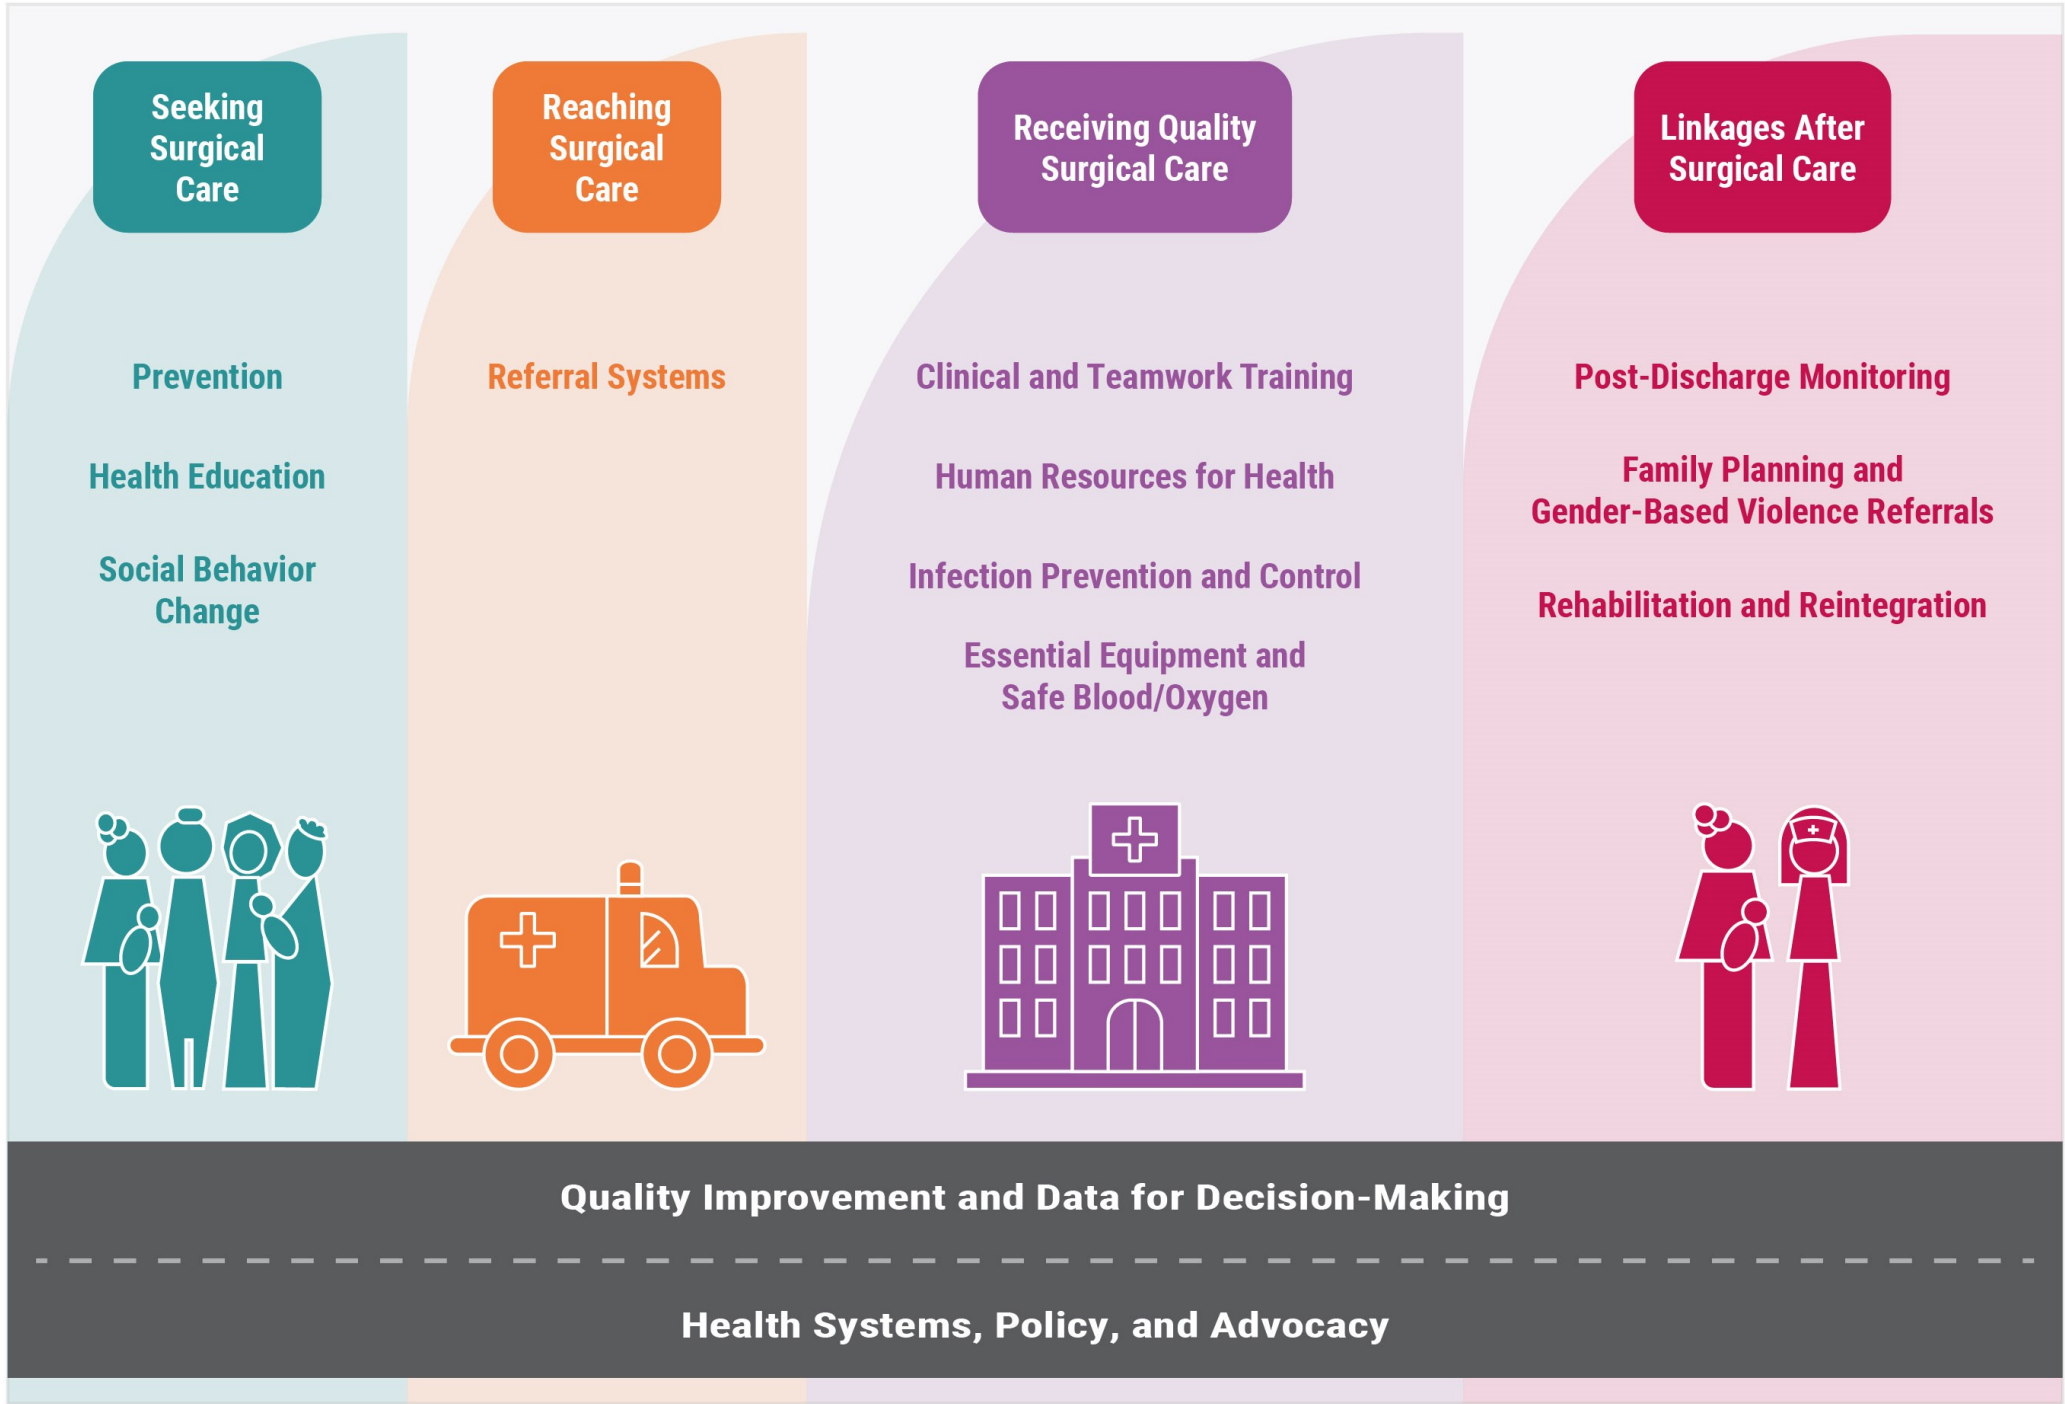 Seeking
Surgical
Care
Prevention
Health Education
Social Behavior
Change
Reaching
Surgical
Care
Referral Systems
Receiving Quality
Surgical Care
Clinical and Teamwork Training
Human Resources for Health
Infection Prevention and Control
Essential Equipment and
Safe Blood/Oxygen
Linkages After
Surgical Care
Post-Discharge Monitoring
Family Planning and
Gender-Based Violence Referrals
Rehabilitation and Reintegration
Quality Improvement and Data for Decision-Making
Health Systems, Policy, and Advocacy